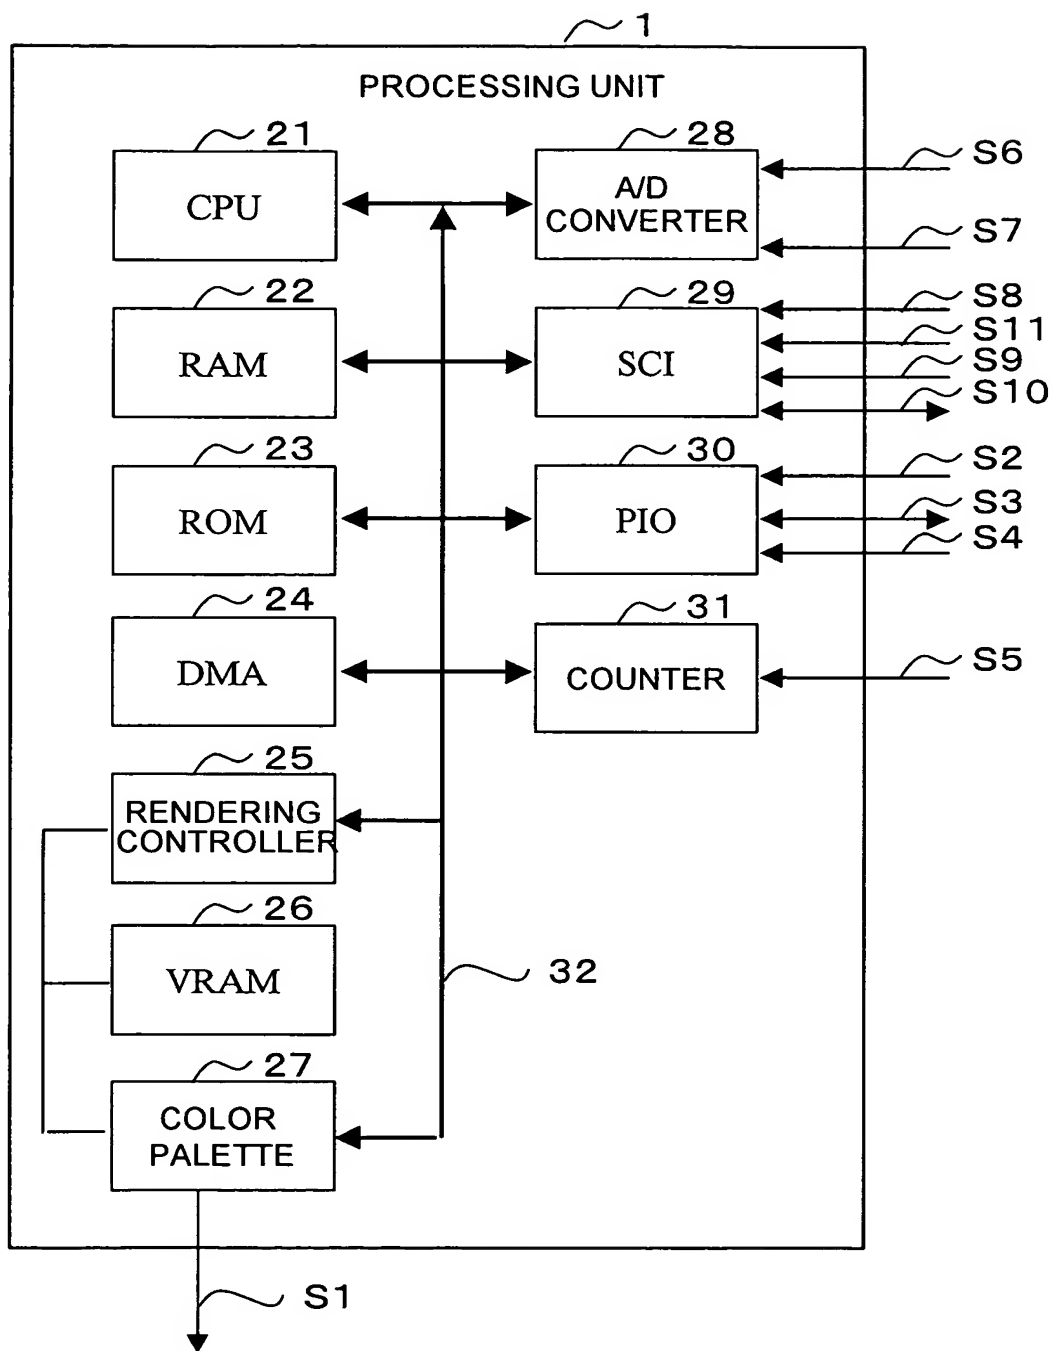 1
PROCESSING UNIT
21
CPU
28
A/D
CONVERTER
S6
S7
22
RAM
29
SCI
S8
S11
S9
S10
23
ROM
30
PIO
S2
S3
S4
24
DMA
31
COUNTER
S5
25
RENDERING
CONTROLLER
26
VRAM
32
27
COLOR
PALETTE
S1